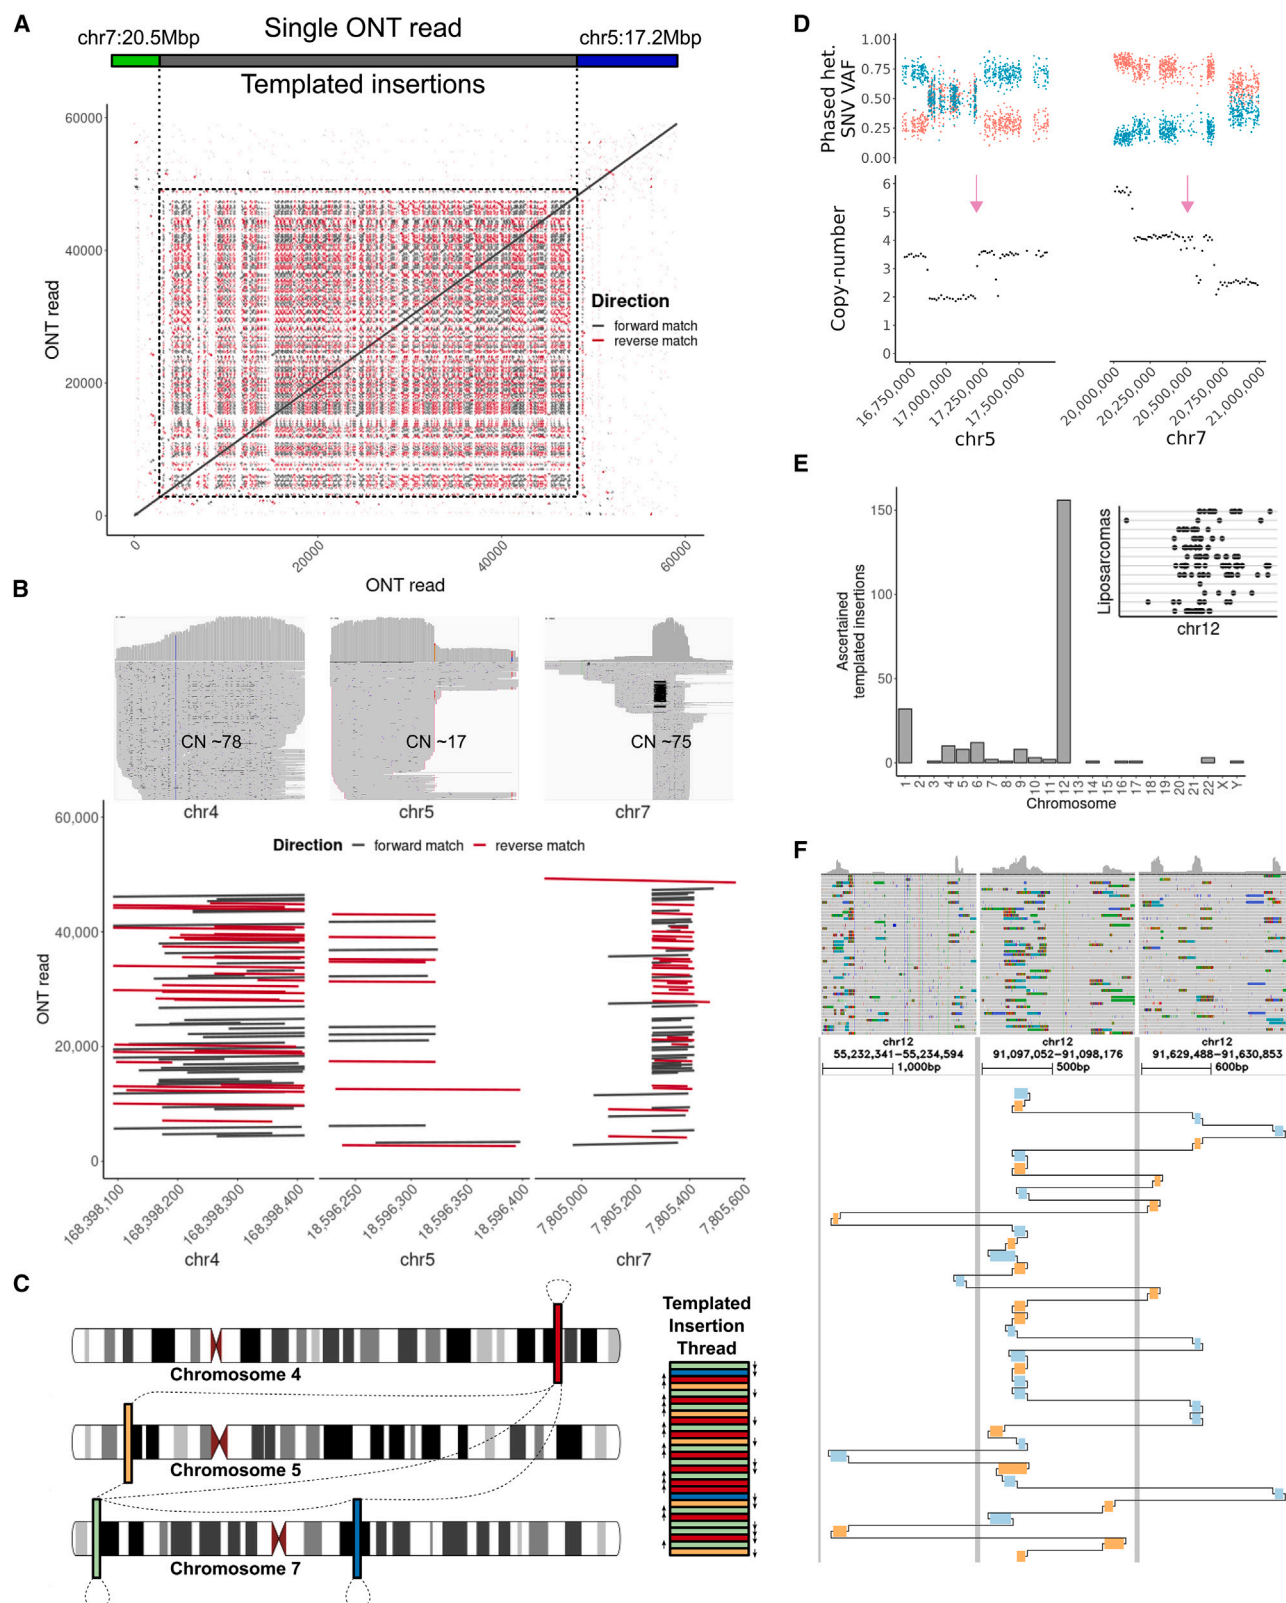 A
Single ONT read
chr7:20.5Mbp
chr5:17.2Mbp
Templated insertions
60000
40000
20000
0
ONT read
Direction
forward match
reverse match
0
20000
40000
60000
ONT read
B
CN ~78
CN ~17
CN ~75
chr4
chr5
chr7
60,000
40,000
20,000
0
ONT read
Direction
forward match
reverse match
168,398,100
168,398,200
168,398,300
168,398,400
18,596,250
18,596,300
18,596,350
18,596,400
7,805,000
7,805,200
7,805,400
7,805,600
chr4
chr5
chr7
C
Chromosome 4
Chromosome 5
Chromosome 7
Templated
Insertion
Thread
D
Phased het.
SNV VAF
1.00
0.75
0.50
0.25
0.00
Copy-number
6
5
4
3
2
1
0
16,750,000
17,000,000
17,250,000
17,500,000
20,000,000
20,250,000
20,500,000
20,750,000
21,000,000
chr5
chr7
E
Ascertained
templated insertions
150
100
50
0
1 2 3 4 5 6 7 8 9 10 11 12 13 14 15 16 17 18 19 20 21 22 X Y
Chromosome
Liposarcomas
chr12
F
chr12
55,232,341−55,234,594
1,000bp
chr12
91,097,052−91,098,176
500bp
chr12
91,629,488−91,630,853
600bp